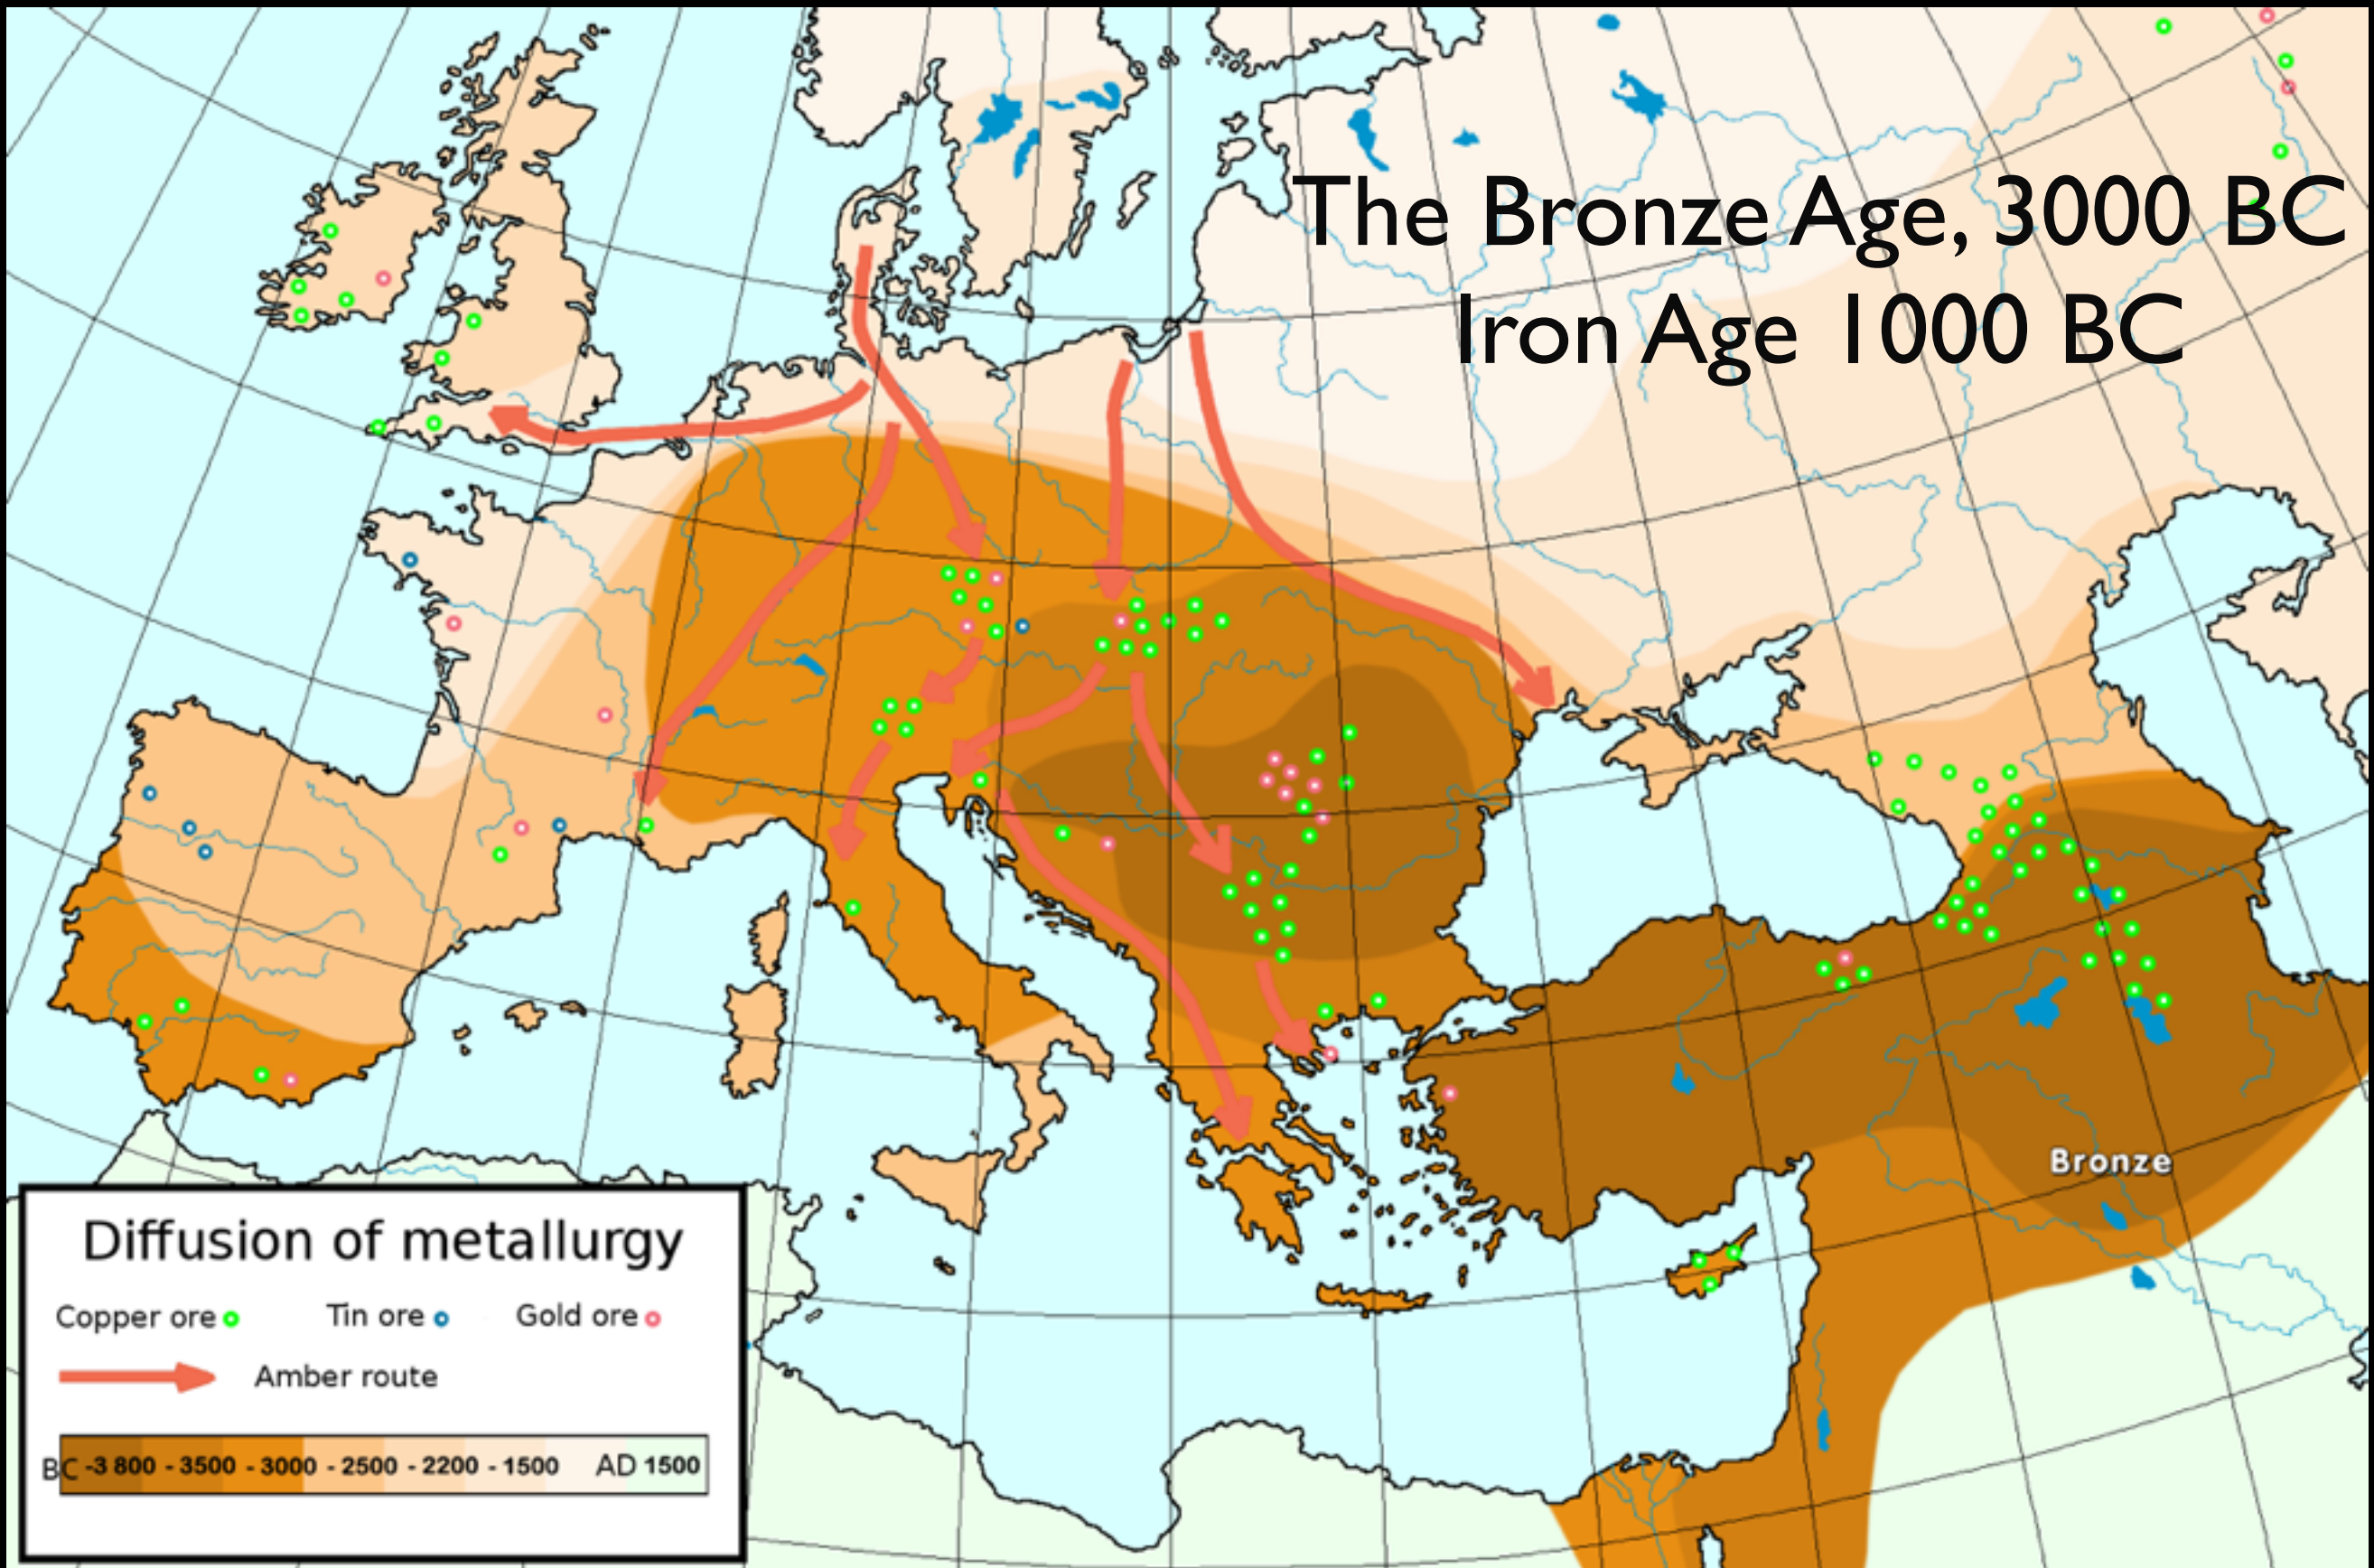 The Bronze Age, 3000 BC
Iron Age 1000 BC
Bronze
Diffusion of metallurgy
Copper ore Tin ore Gold ore
Amber route
BC -3 800 - 3500 - 3000 - 2500 - 2200 - 1500 AD 1500